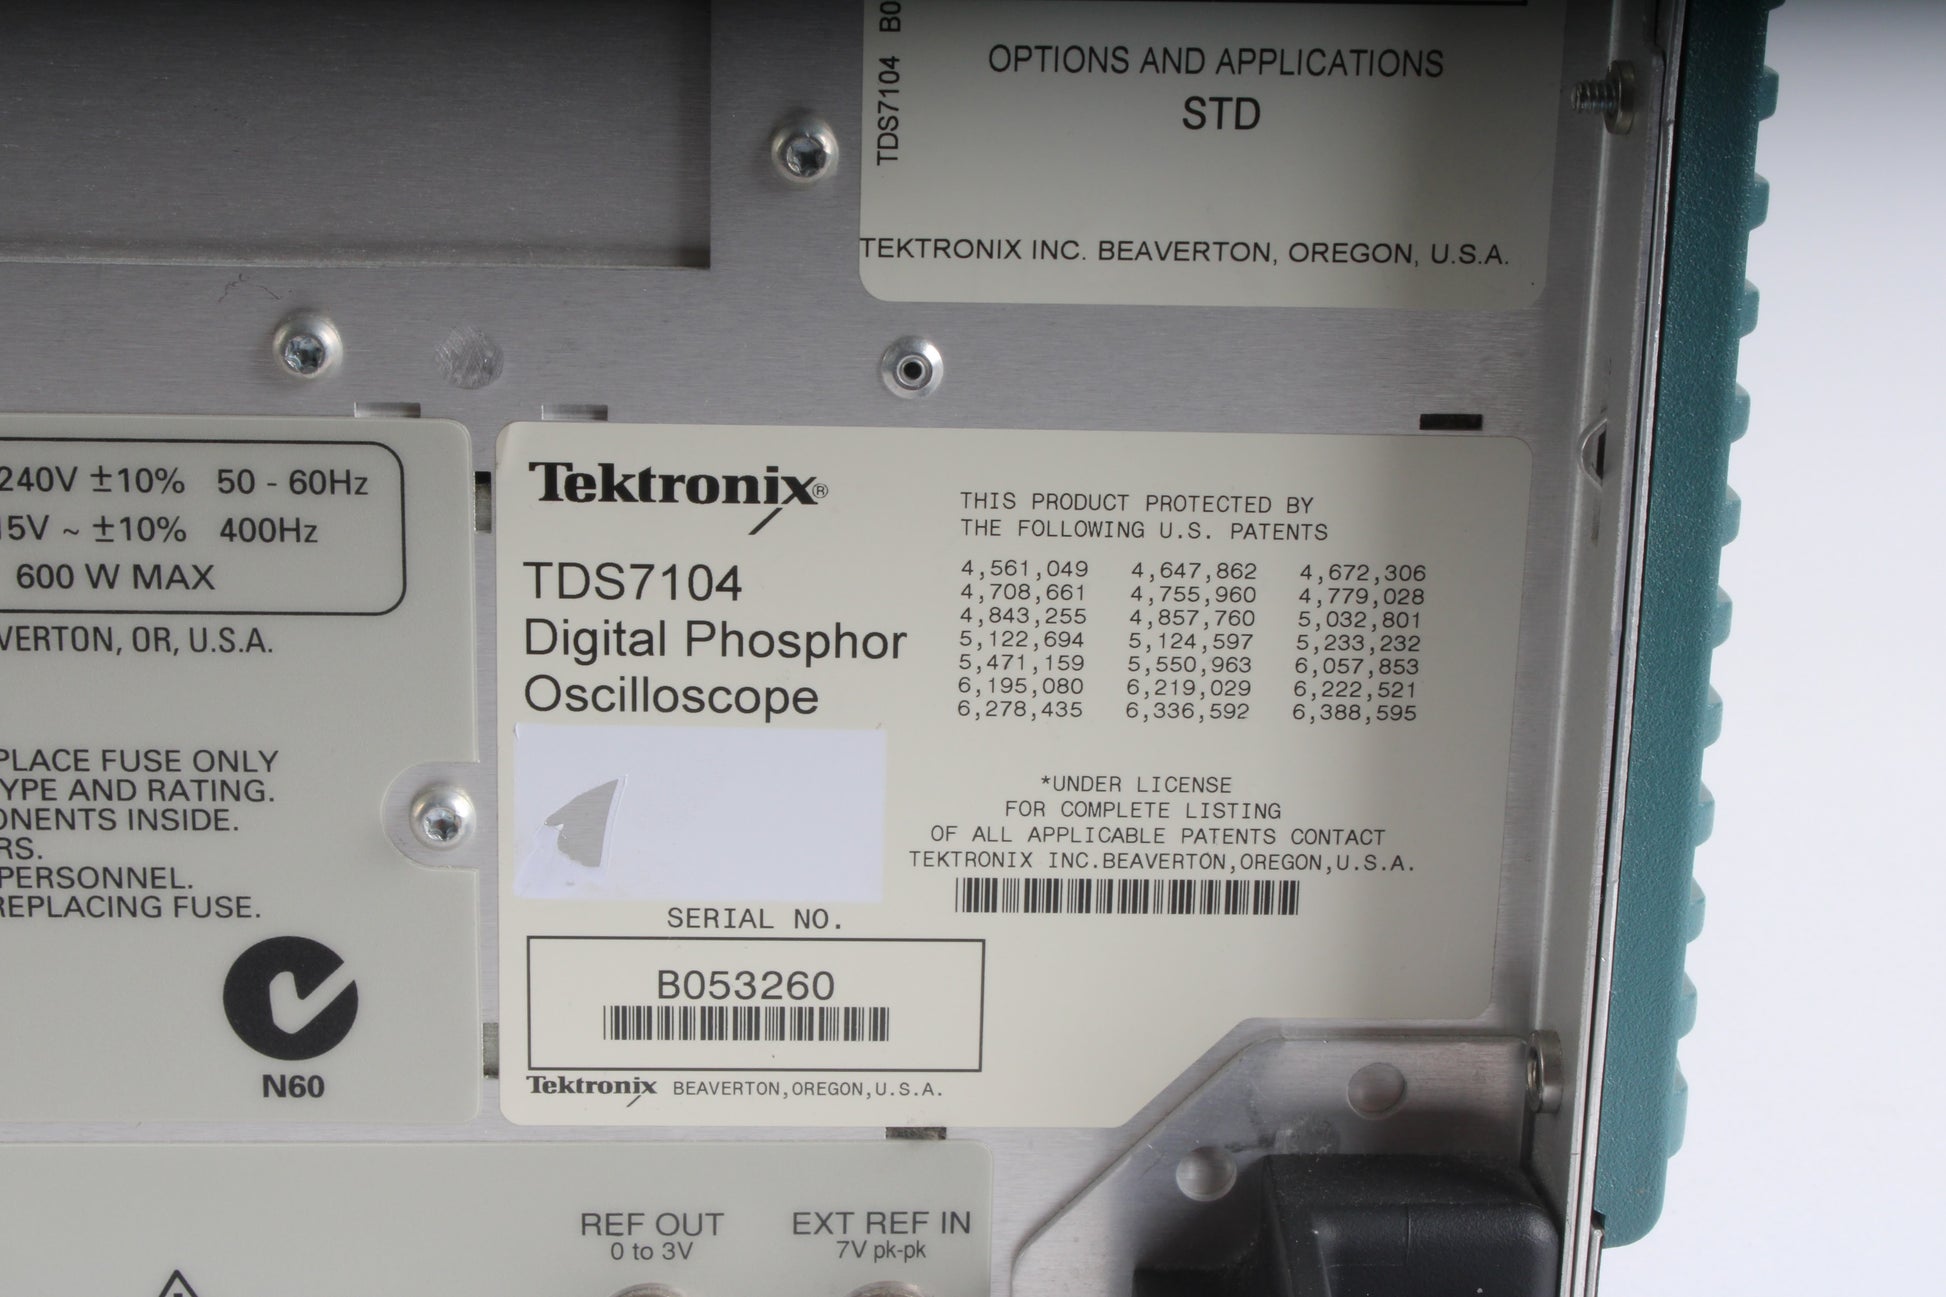 TDS7104 B0
OPTIONS AND APPLICATIONS
STD
TEKTRONIX INC. BEAVERTON, OREGON, U.S.A.
240V ±10% 50 - 60Hz
15V ~ ±10% 400Hz
600 W MAX
VERTON, OR, U.S.A.
PLACE FUSE ONLY
YPE AND RATING.
ONENTS INSIDE.
RS.
PERSONNEL.
REPLACING FUSE.
N60
Tektronix®
TDS7104
Digital Phosphor
Oscilloscope
THIS PRODUCT PROTECTED BY
THE FOLLOWING U.S. PATENTS
4,561,049 4,647,862 4,672,306
4,708,661 4,755,960 4,779,028
4,843,255 4,857,760 5,032,801
5,122,694 5,124,597 5,233,232
5,471,159 5,550,963 6,057,853
6,195,080 6,219,029 6,222,521
6,278,435 6,336,592 6,388,595
*UNDER LICENSE
FOR COMPLETE LISTING
OF ALL APPLICABLE PATENTS CONTACT
TEKTRONIX INC.BEAVERTON,OREGON,U.S.A.
SERIAL NO.
B053260
Tektronix BEAVERTON,OREGON,U.S.A.
REF OUT
0 to 3V
EXT REF IN
7V pk-pk